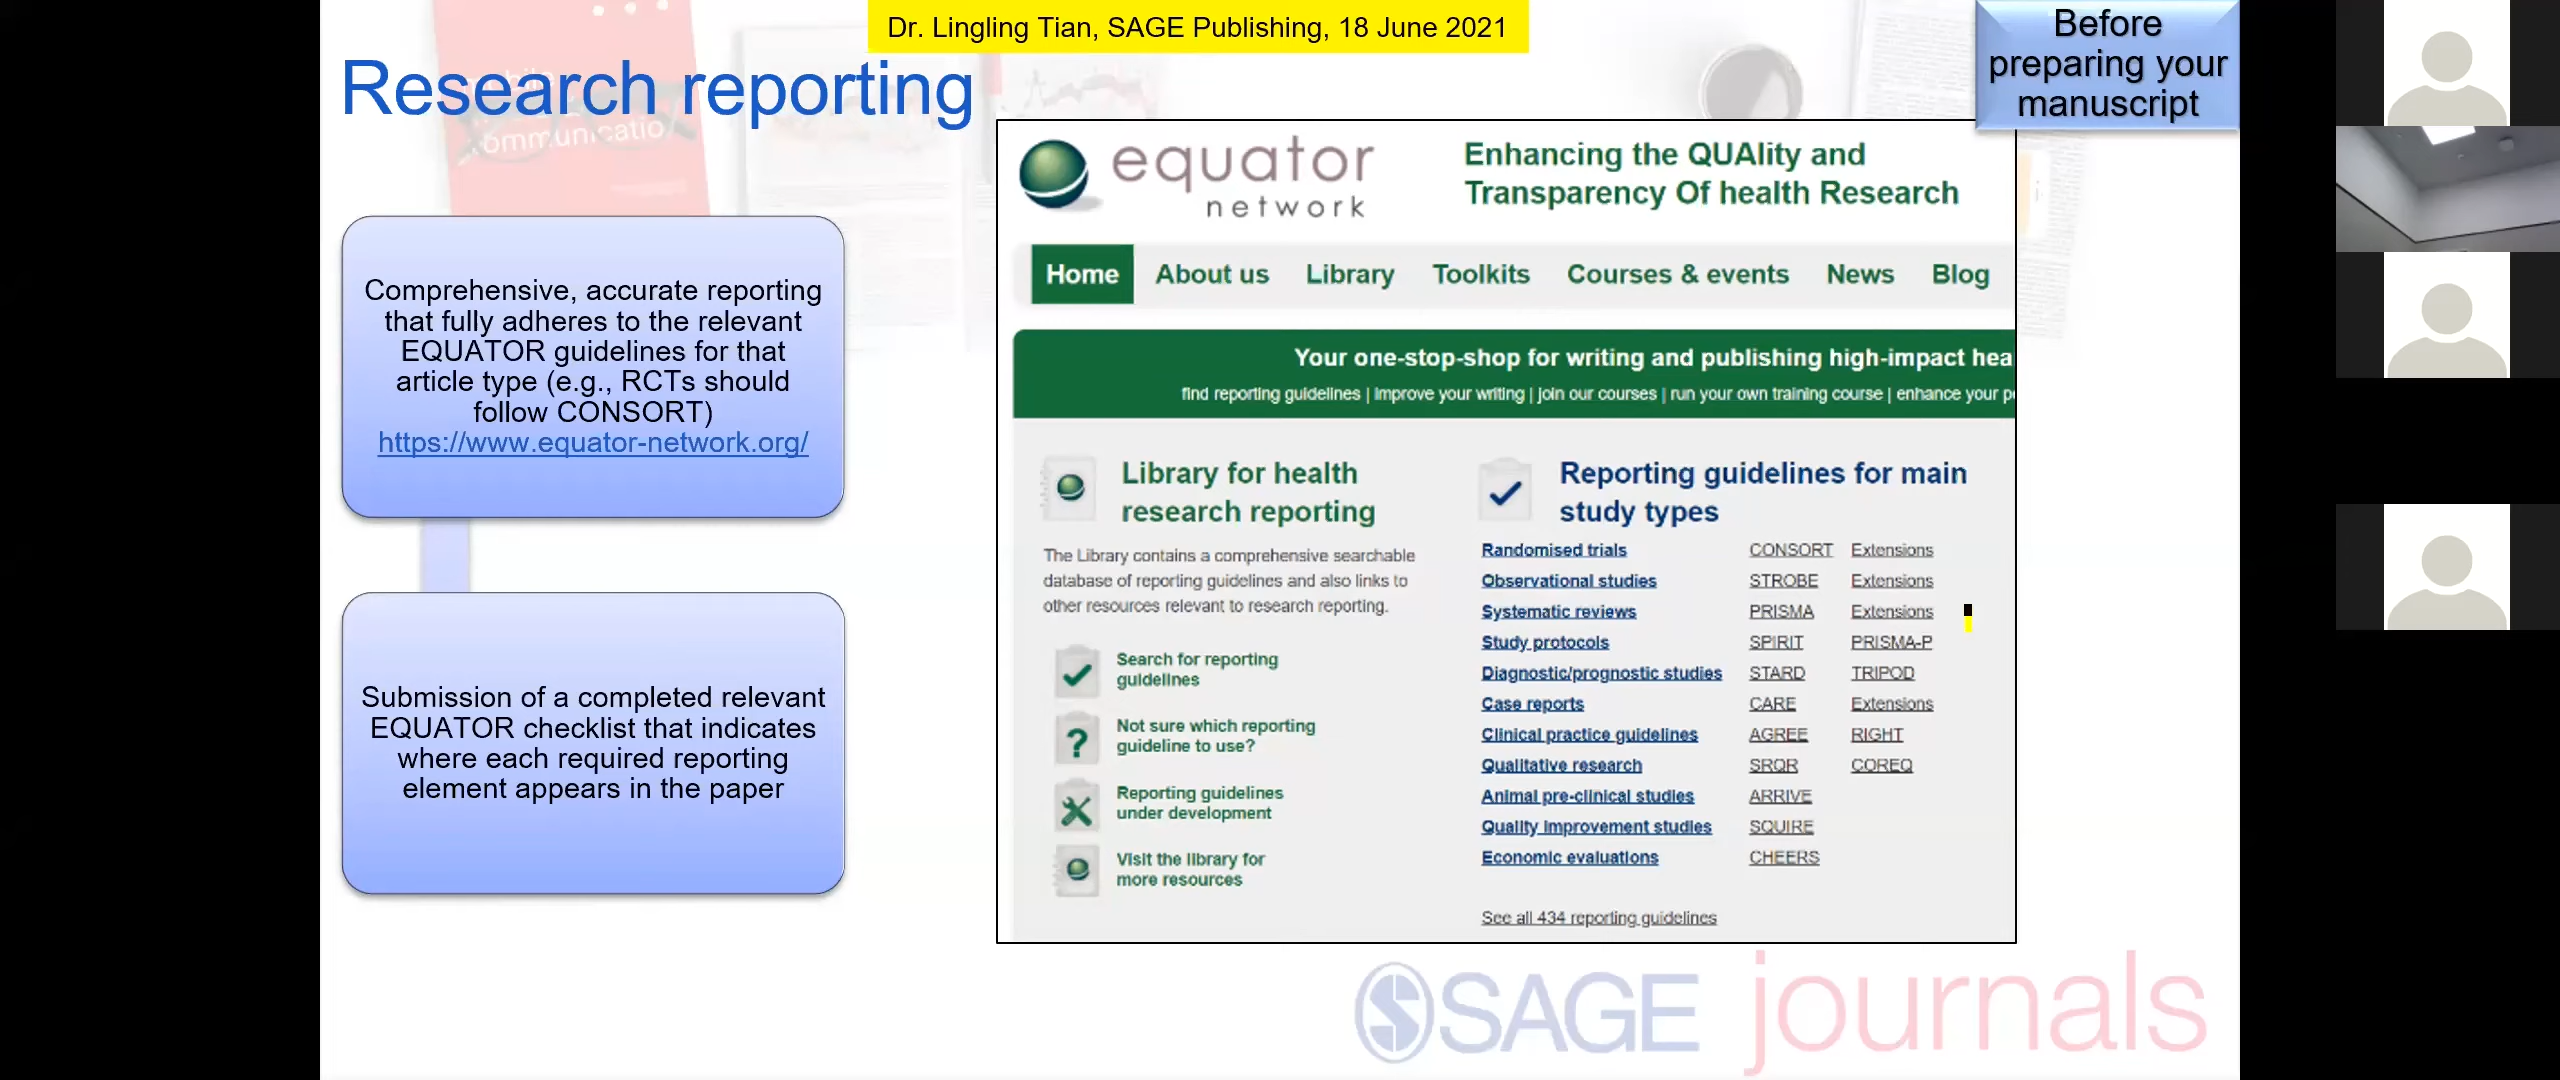 Dr. Lingling Tian, SAGE Publishing, 18 June 2021
Before
preparing your
manuscript
Research reporting
ommunicatio
Comprehensive, accurate reporting
that fully adheres to the relevant
EQUATOR guidelines for that
article type (e.g., RCTs should
follow CONSORT)
https://www.equator-network.org/
Submission of a completed relevant
EQUATOR checklist that indicates
where each required reporting
element appears in the paper
equator
network
Enhancing the QUAlity and
Transparency Of health Research
Home About us Library Toolkits Courses & events News Blog
Your one-stop-shop for writing and publishing high-impact hea
find reporting guidelines | improve your writing | join our courses | run your own training course | enhance your p
Library for health
research reporting
The Library contains a comprehensive searchable
database of reporting guidelines and also links to
other resources relevant to research reporting.
Search for reporting
guidelines
Not sure which reporting
guideline to use?
Reporting guidelines
under development
Visit the library for
more resources
Reporting guidelines for main
study types
Randomised trials CONSORT Extensions
Observational studies STROBE Extensions
Systematic reviews PRISMA Extensions
Study protocols SPIRIT PRISMA-P
Diagnostic/prognostic studies STARD TRIPOD
Case reports CARE Extensions
Clinical practice guidelines AGREE RIGHT
Qualitative research SRQR COREQ
Animal pre-clinical studies ARRIVE
Quality improvement studies SQUIRE
Economic evaluations CHEERS
See all 434 reporting guidelines
SAGE journals